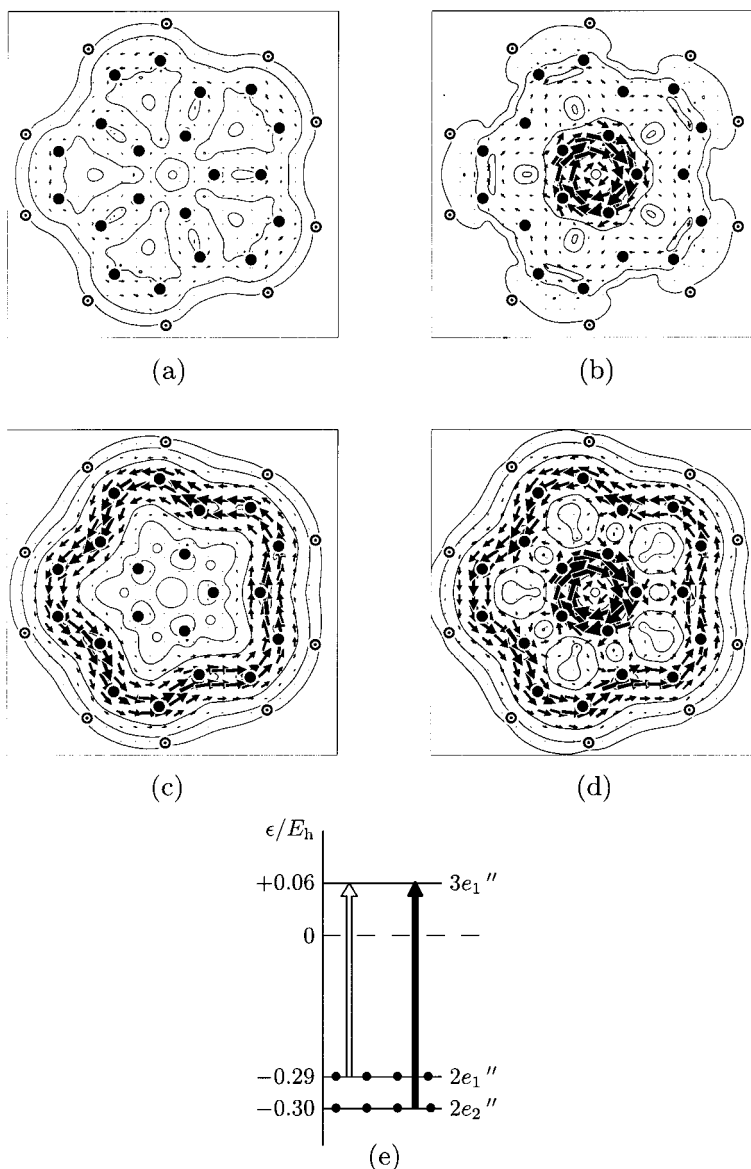 (a) (b)
(c) (d)
ϵ/Eₕ
+0.06 3e₁″
0
−0.29 2e₁″
−0.30 2e₂″
(e)